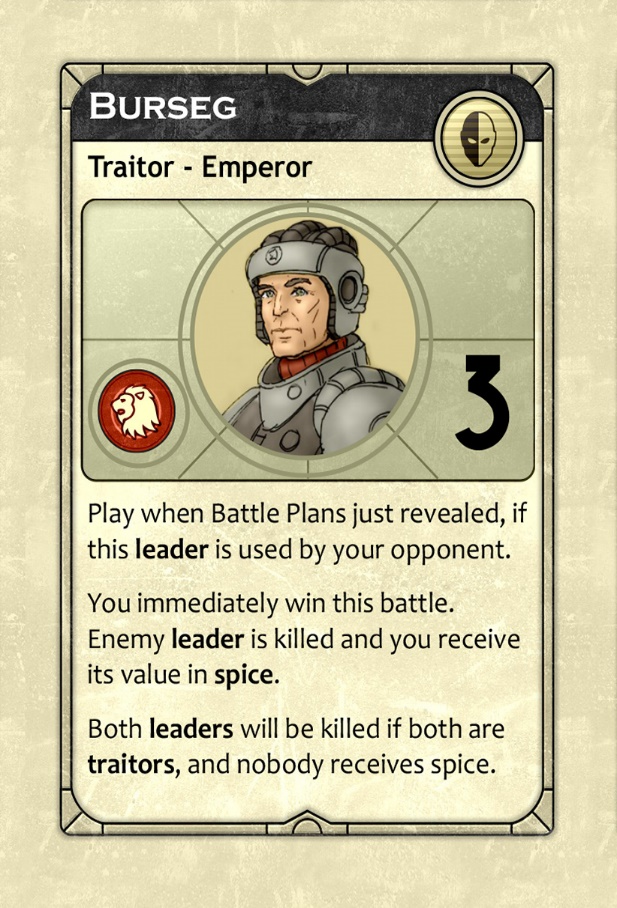 Burseg
Traitor - Emperor
3
Play when Battle Plans just revealed, if
this leader is used by your opponent.
You immediately win this battle.
Enemy leader is killed and you receive
its value in spice.
Both leaders will be killed if both are
traitors, and nobody receives spice.